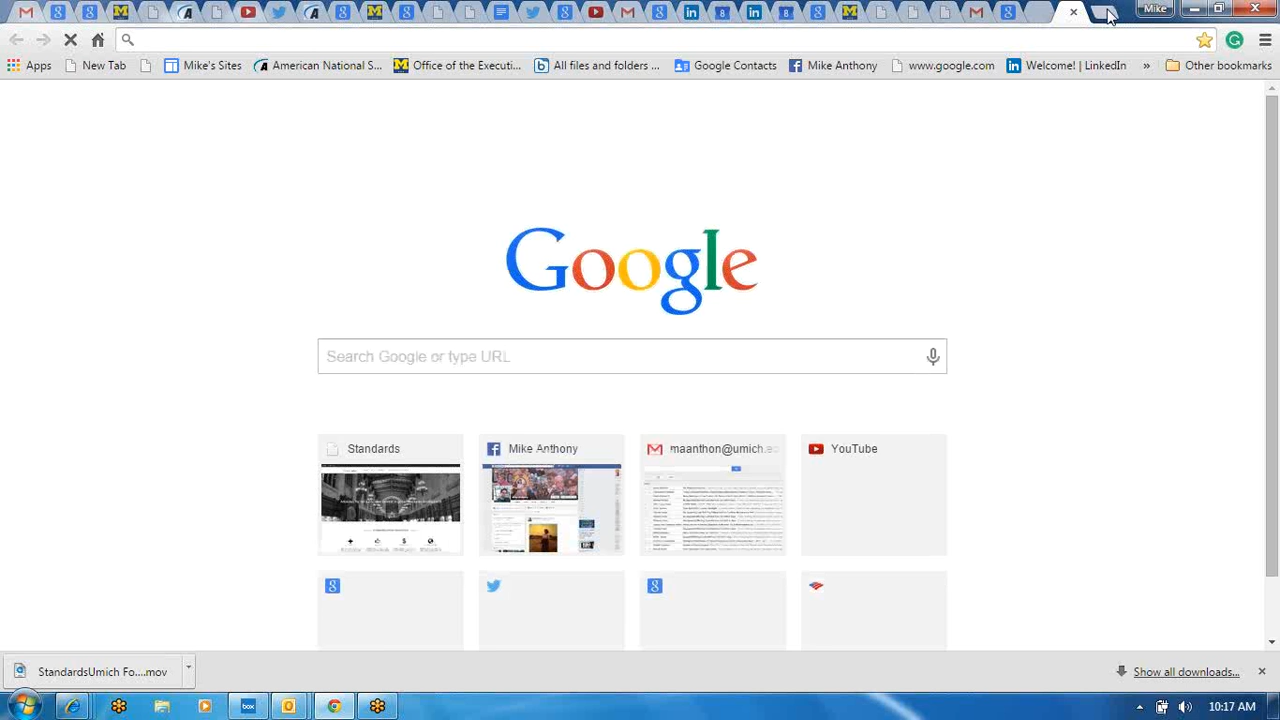 Mike
Apps New Tab Mike's Sites American National S... Office of the Executi... All files and folders ... Google Contacts Mike Anthony www.google.com Welcome! | LinkedIn » Other bookmarks
Google
Search Google or type URL
Standards Mike Anthony maanthon@umich.ec YouTube
StandardsUmich Fo....mov Show all downloads...
box 10:17 AM